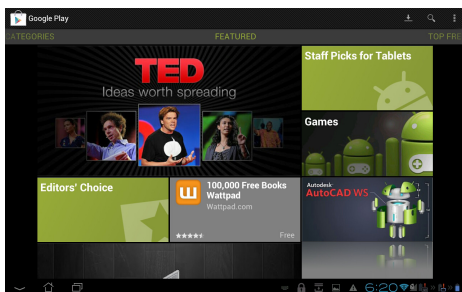 Google Play
CATEGORIES
FEATURED
TOP FRE
TED
Ideas worth spreading
Staff Picks for Tablets
Games
Editors' Choice
100,000 Free Books
Wattpad
Wattpad.com
Free
Autodesk
AutoCAD WS
6:20